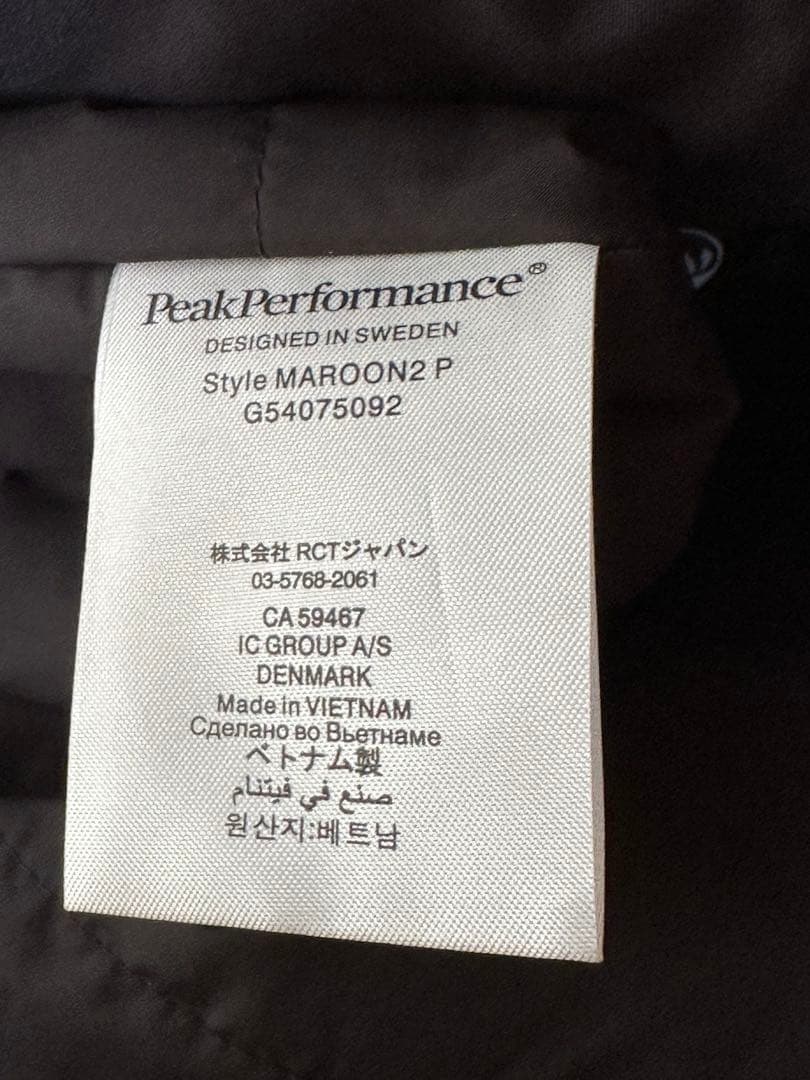 PeakPerformance®
DESIGNED IN SWEDEN
Style MAROON2 P
G54075092
株式会社 RCTジャパン
03-5768-2061
CA 59467
IC GROUP A/S
DENMARK
Made in VIETNAM
Сделано во Вьетнаме
ベトナム製
صنع في فيتنام
원산지:베트남